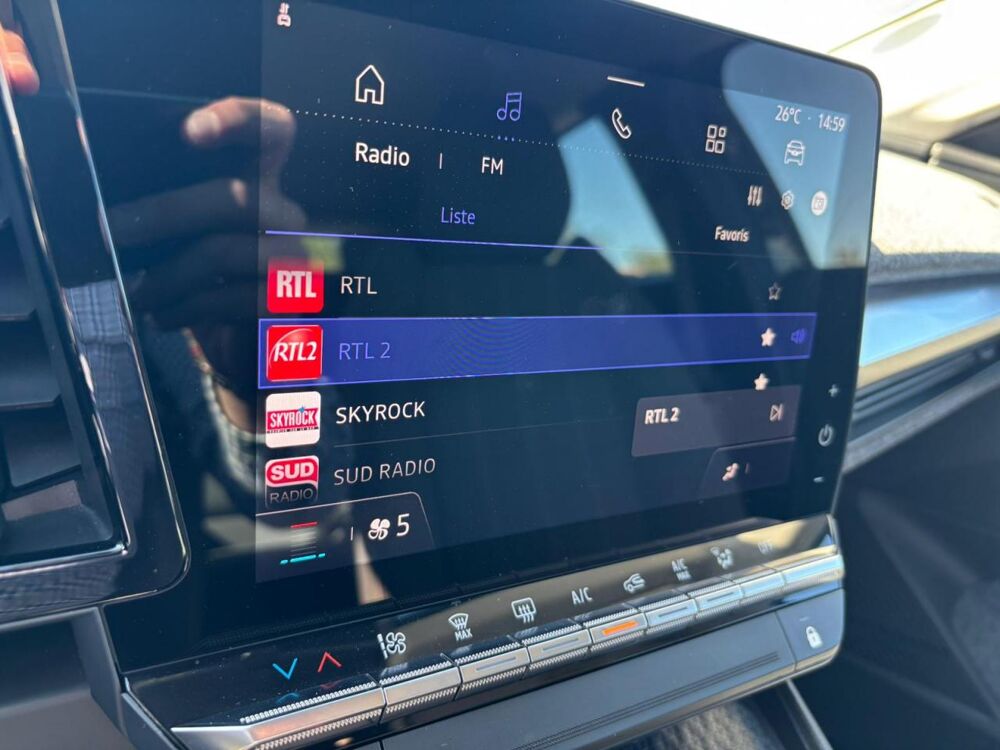 26°C · 14:59
Radio | FM
Liste
Favoris
RTL
RTL
RTL2
RTL 2
SKYROCK
SKYROCK
RTL 2
SUD
RADIO
SUD RADIO
5
MAX
A/C
A/C
MAX
OFF